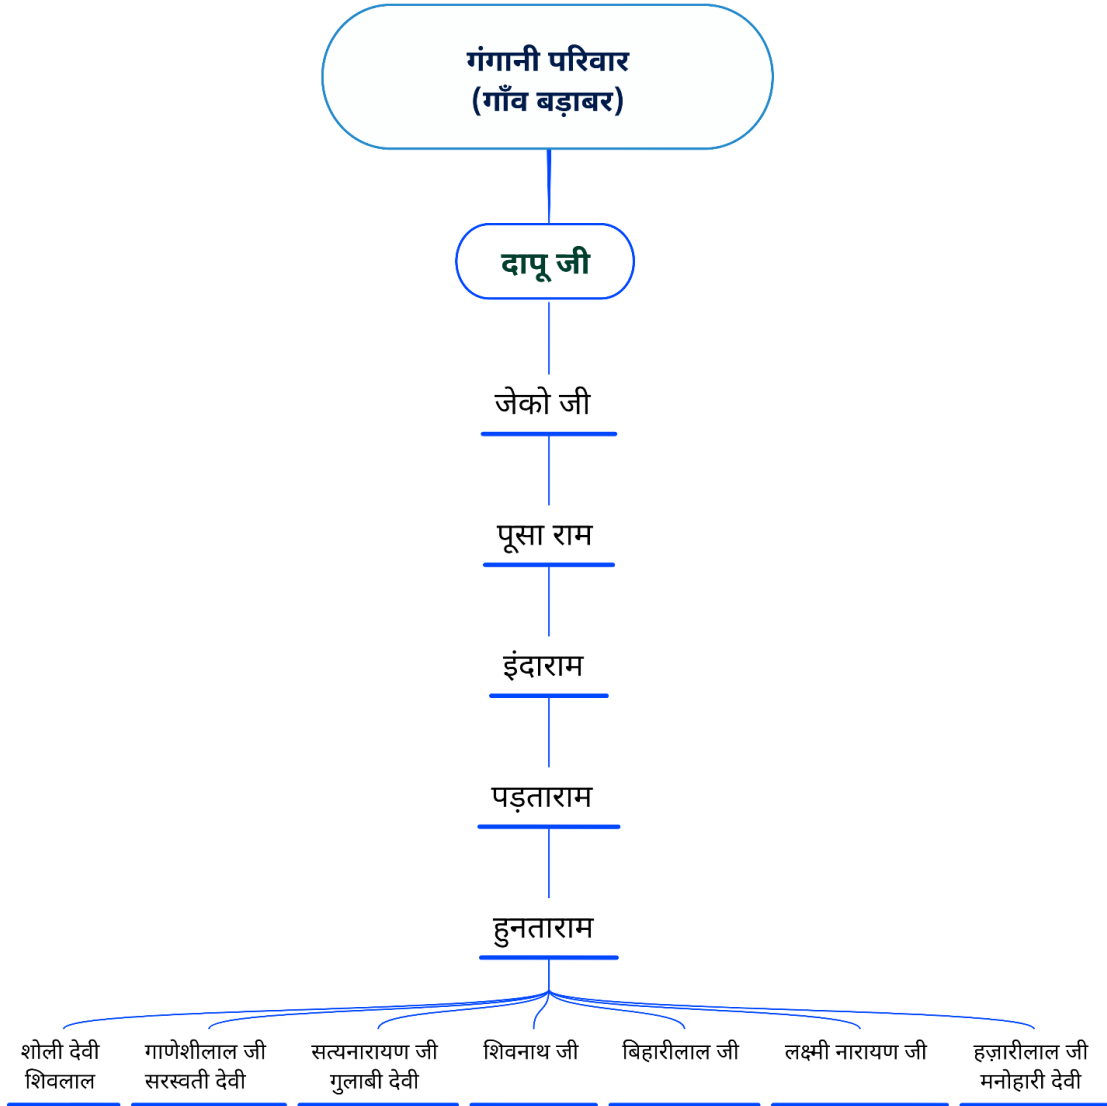 गंगानी परिवार
(गाँव बड़ाबर)
दापू जी
जेको जी
पूसा राम
इंदाराम
पड़ताराम
हुनताराम
शोली देवी
शिवलाल
गाणेशीलाल जी
सरस्वती देवी
सत्यनारायण जी
गुलाबी देवी
शिवनाथ जी
बिहारीलाल जी
लक्ष्मी नारायण जी
हज़ारीलाल जी
मनोहारी देवी